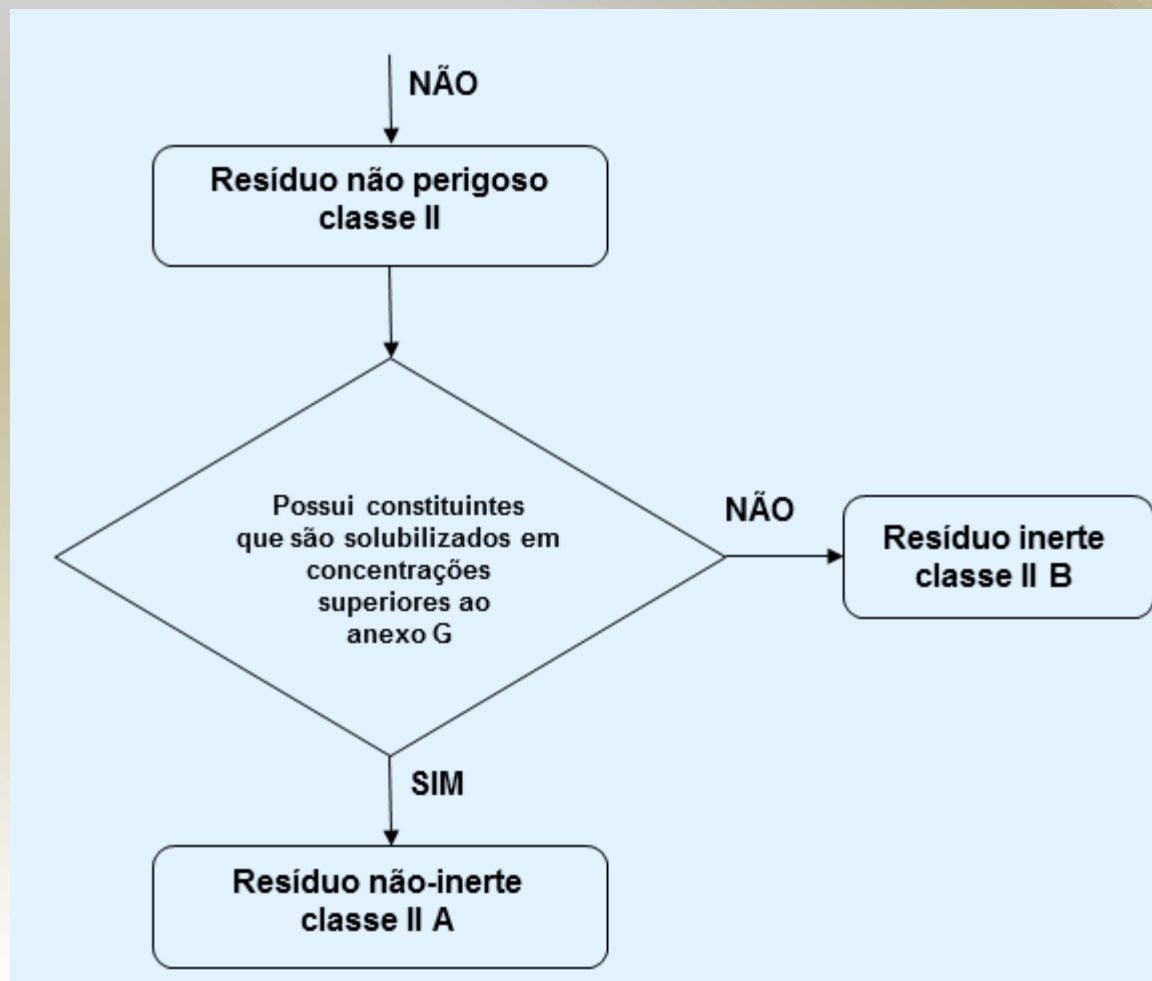 NÃO
Resíduo não perigoso
classe II
Possui constituintes
que são solubilizados em
concentrações
superiores ao
anexo G
NÃO
Resíduo inerte
classe II B
SIM
Resíduo não-inerte
classe II A